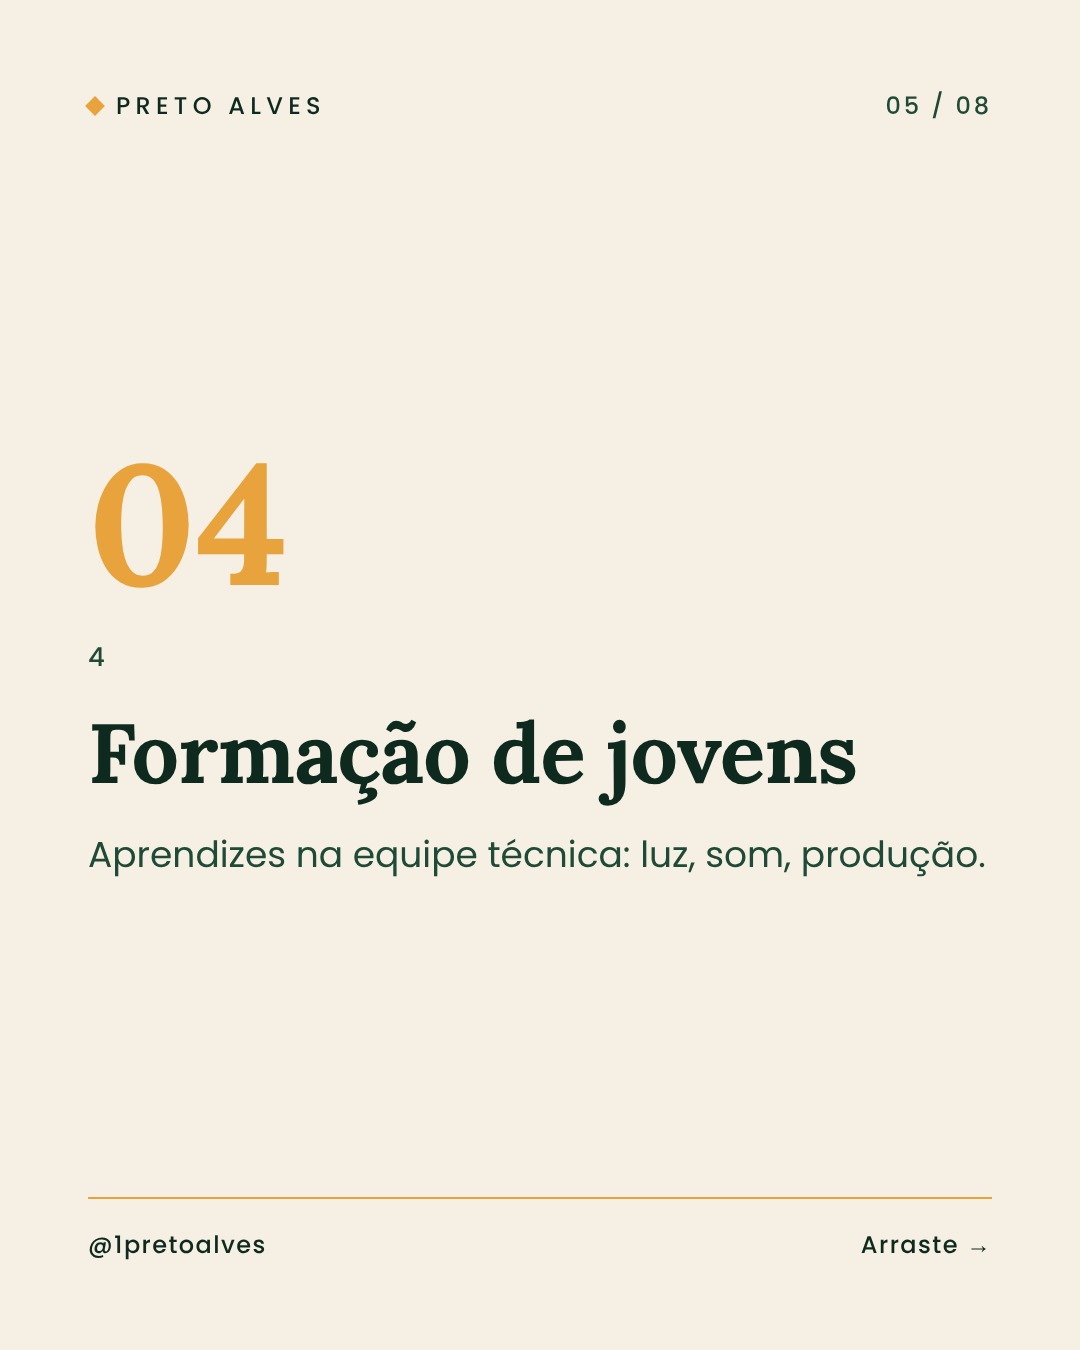 PRETO ALVES
05 / 08
04
4
Formação de jovens
Aprendizes na equipe técnica: luz, som, produção.
@1pretoalves
Arraste →